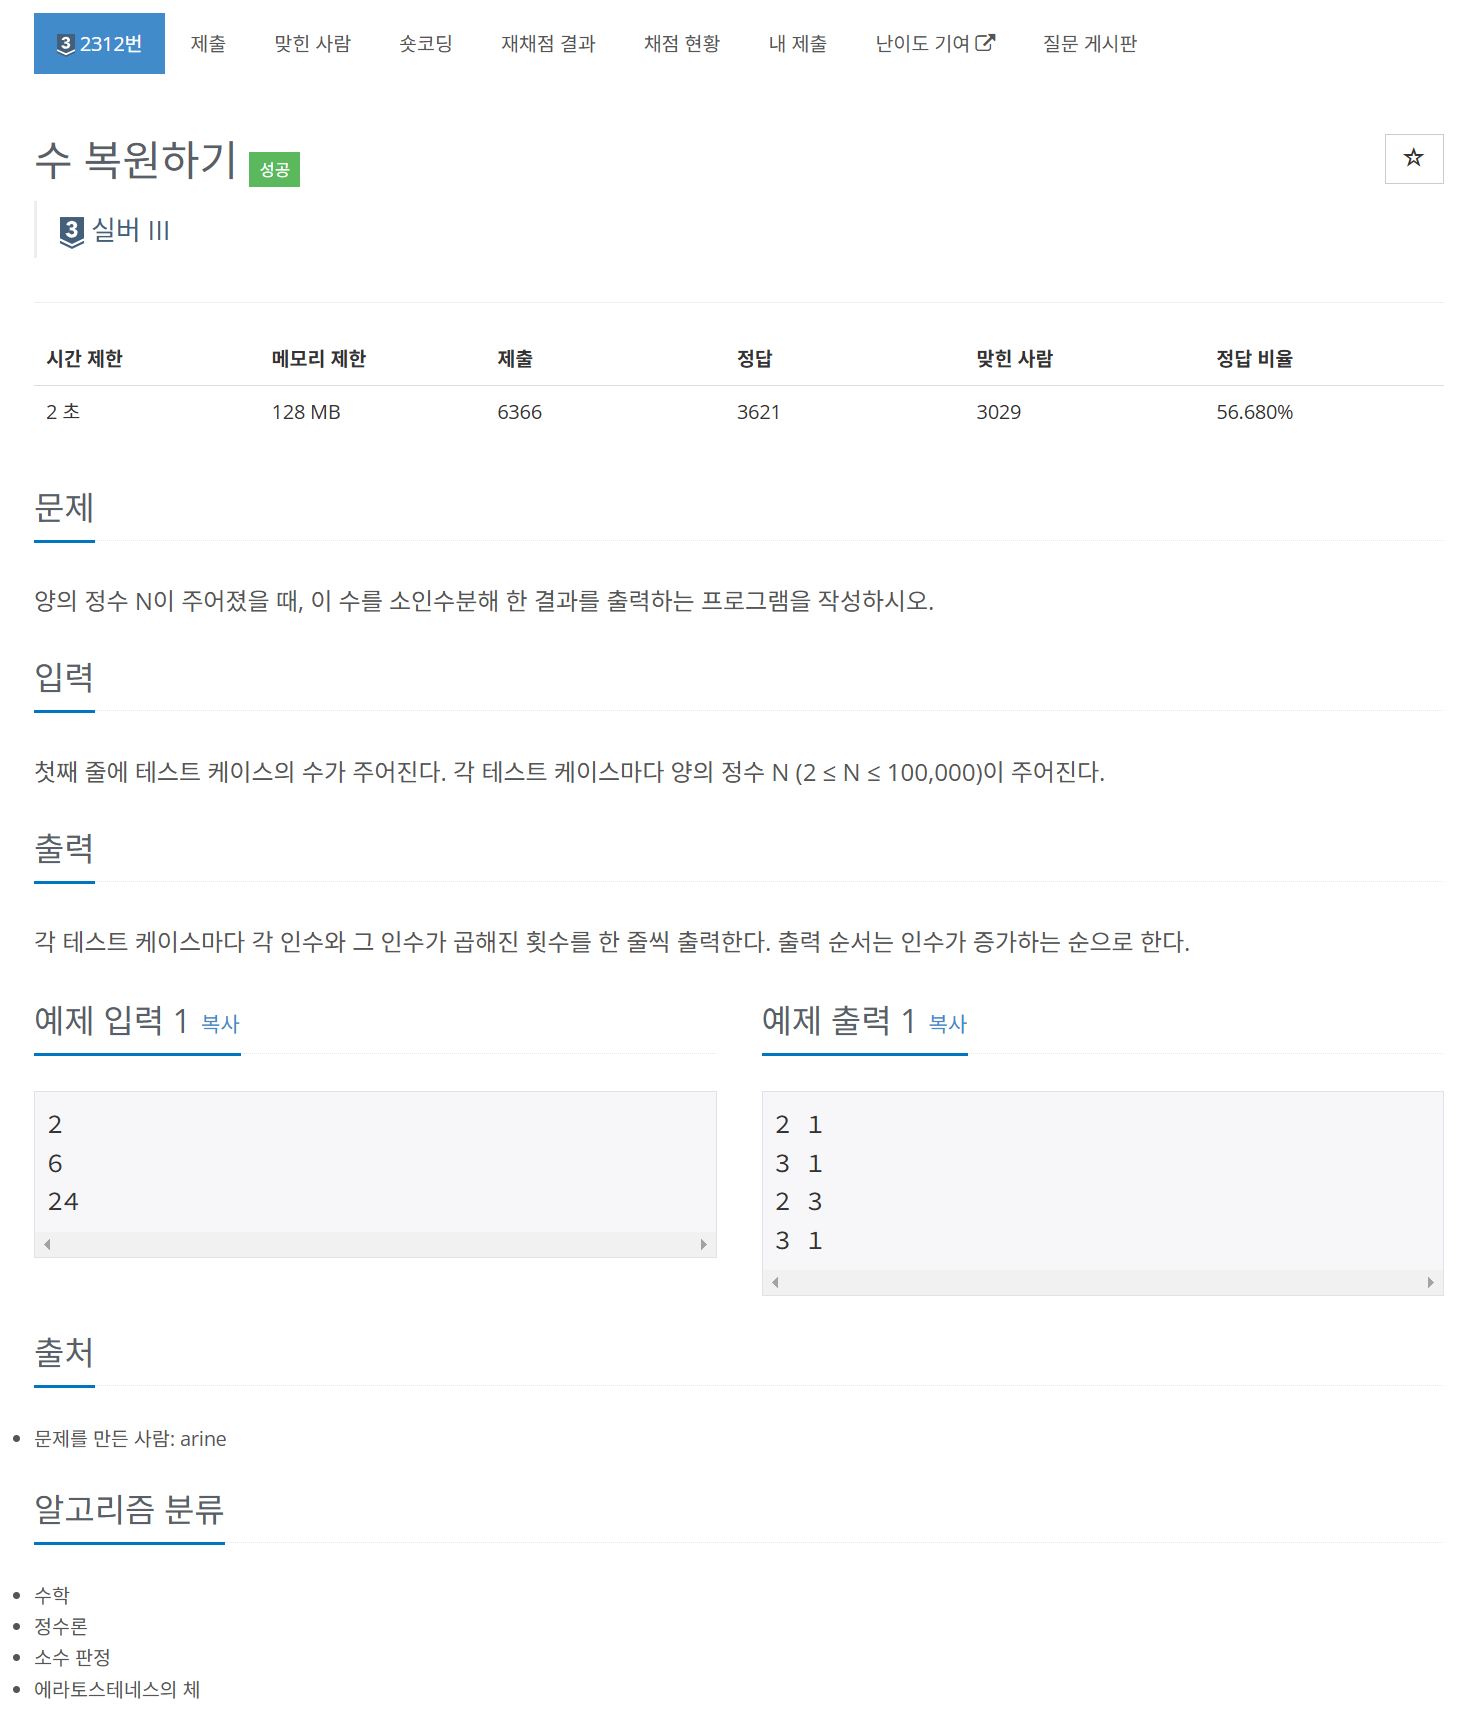 3 2312번 제출 맞힌 사람 숏코딩 재채점 결과 채점 현황 내 제출 난이도 기여 질문 게시판
수 복원하기 성공
3 실버 III
시간 제한 메모리 제한 제출 정답 맞힌 사람 정답 비율
2 초 128 MB 6366 3621 3029 56.680%
문제
양의 정수 N이 주어졌을 때, 이 수를 소인수분해 한 결과를 출력하는 프로그램을 작성하시오.
입력
첫째 줄에 테스트 케이스의 수가 주어진다. 각 테스트 케이스마다 양의 정수 N (2 ≤ N ≤ 100,000)이 주어진다.
출력
각 테스트 케이스마다 각 인수와 그 인수가 곱해진 횟수를 한 줄씩 출력한다. 출력 순서는 인수가 증가하는 순으로 한다.
예제 입력 1 복사
2
6
24
예제 출력 1 복사
2 1
3 1
2 3
3 1
출처
문제를 만든 사람: arine
알고리즘 분류
수학
정수론
소수 판정
에라토스테네스의 체